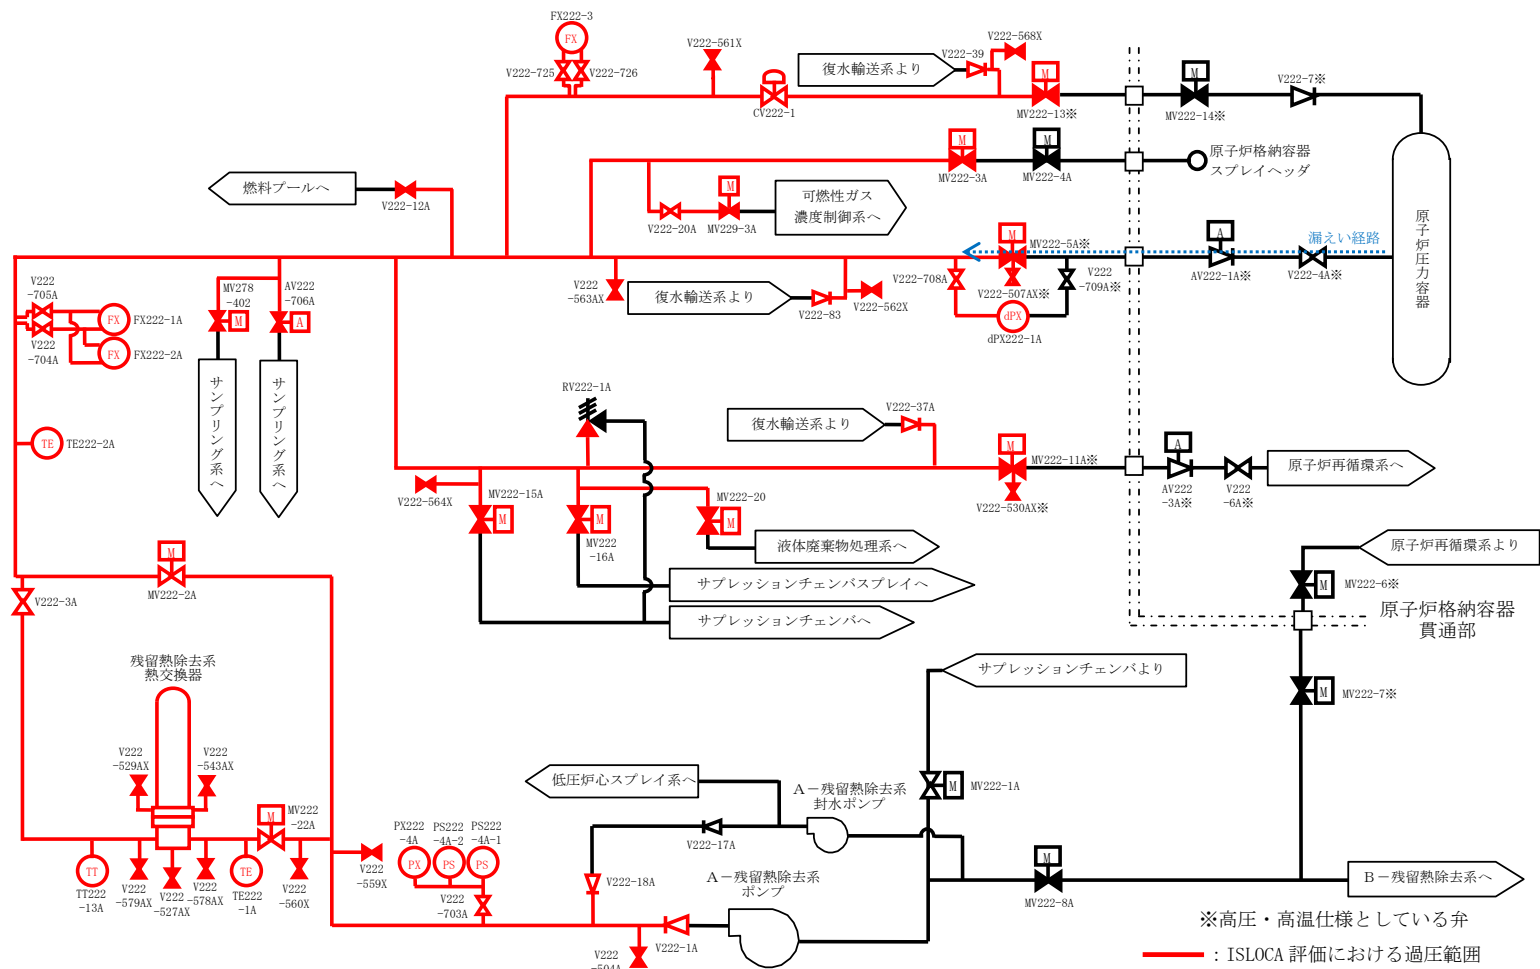 FX222-3
FX
V222-725
V222-726
V222-561X
復水輸送系より
V222-39
V222-568X
CV222-1
M
MV222-13※
M
MV222-14※
V222-7※
M
MV222-3A
M
MV222-4A
原子炉格納容器
スプレイヘッダ
燃料プールへ
V222-12A
V222-20A
M
MV229-3A
可燃性ガス
濃度制御系へ
原子炉圧力容器
漏えい経路
M
MV222-5A※
A
AV222-1A※
V222-4A※
V222-708A
V222-507AX※
V222
-709A※
dPX
dPX222-1A
V222
-563AX
復水輸送系より
V222-83
V222-562X
V222
-705A
V222
-704A
FX
FX222-1A
FX
FX222-2A
MV278
-402
M
AV222
-706A
A
サンプリング系へ
サンプリング系へ
TE
TE222-2A
RV222-1A
復水輸送系より
V222-37A
M
MV222-11A※
V222-530AX※
A
AV222
-3A※
V222
-6A※
原子炉再循環系へ
V222-564X
MV222-15A
M
M
MV222
-16A
MV222-20
M
液体廃棄物処理系へ
サプレッションチェンバスプレイへ
サプレッションチェンバへ
原子炉再循環系より
M
MV222-6※
原子炉格納容器
貫通部
M
MV222-7※
M
MV222-2A
V222-3A
残留熱除去系
熱交換器
V222
-529AX
V222
-543AX
M
MV222
-22A
TT
TT222
-13A
V222
-579AX
V222
-527AX
V222
-578AX
TE
TE222
-1A
V222
-560X
V222
-559X
PX222
-4A
PX
PS222
-4A-2
PS
PS222
-4A-1
PS
V222
-703A
サプレッションチェンバより
低圧炉心スプレイ系へ
A－残留熱除去系
封水ポンプ
M
MV222-1A
V222-17A
V222-18A
A－残留熱除去系
ポンプ
V222-1A
V222
-504A
M
MV222-8A
B－残留熱除去系へ
※高圧・高温仕様としている弁
：ISLOCA 評価における過圧範囲